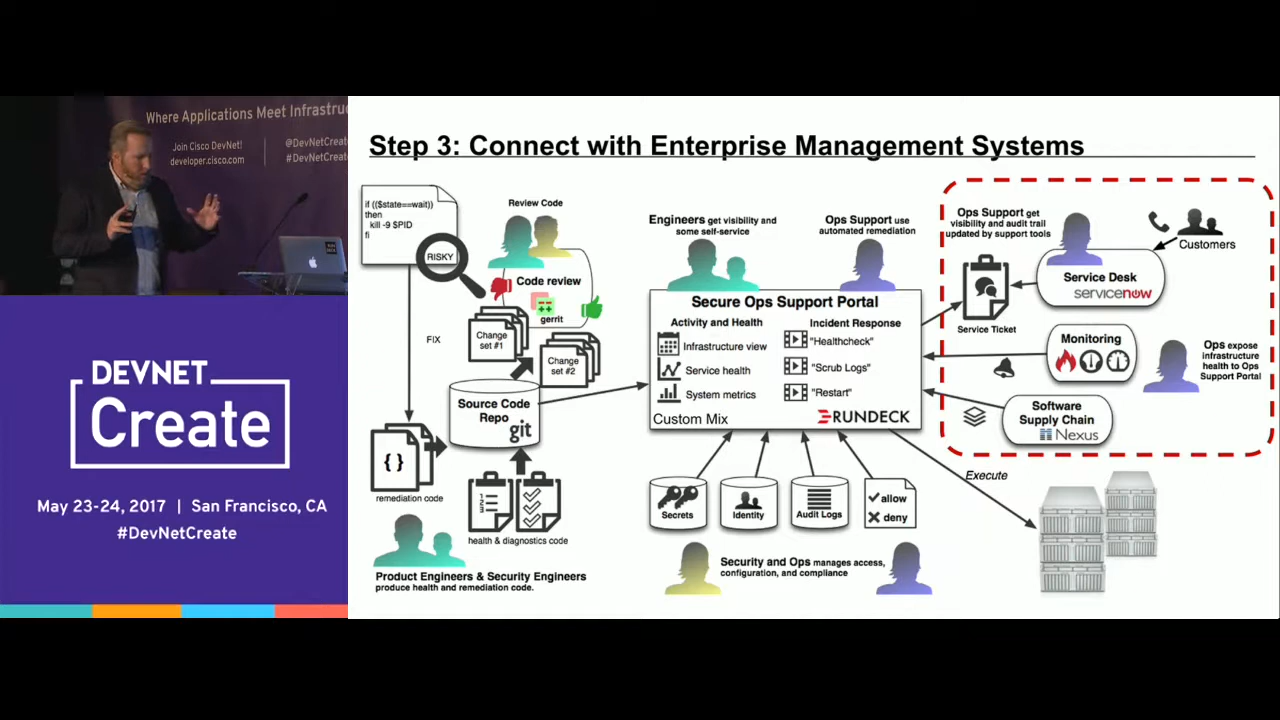 Where Applications Meet Infrastruc
Join Cisco DevNet!
developer.cisco.com
@DevNetCreate
#DevNetCreate
DEVNET
Create
May 23-24, 2017 | San Francisco, CA
#DevNetCreate
Step 3: Connect with Enterprise Management Systems
if (($state==wait))
then
kill -9 $PID
fi
RISKY
Review Code
Code review
gerrit
FIX
Change
set #1
Change
set #2
Source Code
Repo
git
{ }
remediation code
health & diagnostics code
Product Engineers & Security Engineers
produce health and remediation code.
Engineers get visibility and
some self-service
Ops Support use
automated remediation
Secure Ops Support Portal
Activity and Health
Infrastructure view
Service health
System metrics
Custom Mix
Incident Response
"Healthcheck"
"Scrub Logs"
"Restart"
RUNDECK
Secrets
Identity
Audit Logs
allow
deny
Security and Ops manages access,
configuration, and compliance
Execute
Ops Support get
visibility and audit trail
updated by support tools
Customers
Service Desk
servicenow
Service Ticket
Monitoring
Ops expose
infrastructure
health to Ops
Support Portal
Software
Supply Chain
Nexus